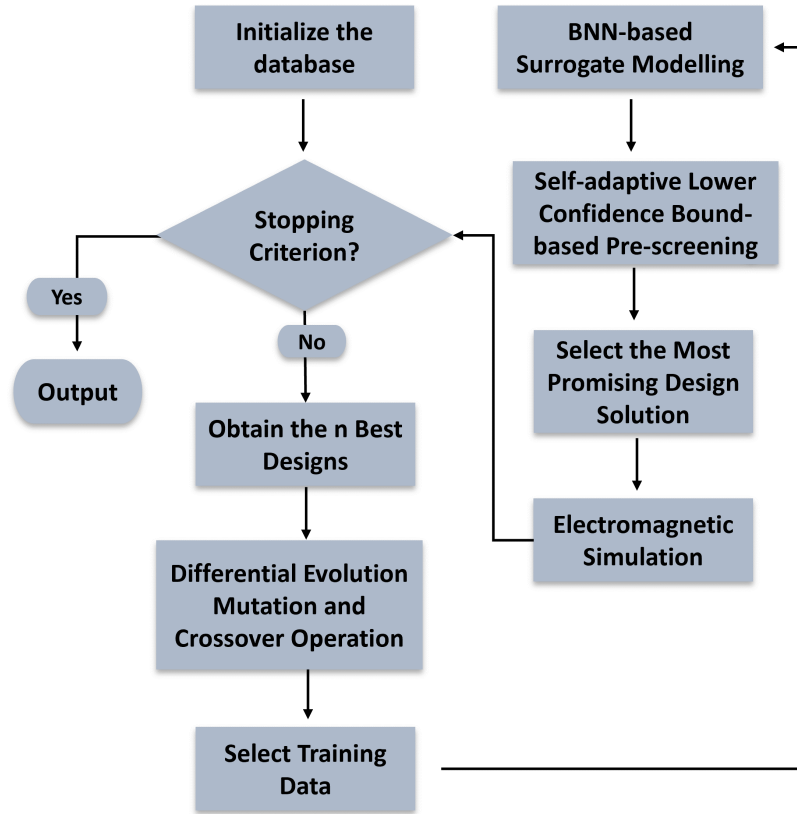 Initialize the
database
Stopping
Criterion?
Yes
Output
No
Obtain the n Best
Designs
Differential Evolution
Mutation and
Crossover Operation
Select Training
Data
BNN-based
Surrogate Modelling
Self-adaptive Lower
Confidence Bound-
based Pre-screening
Select the Most
Promising Design
Solution
Electromagnetic
Simulation